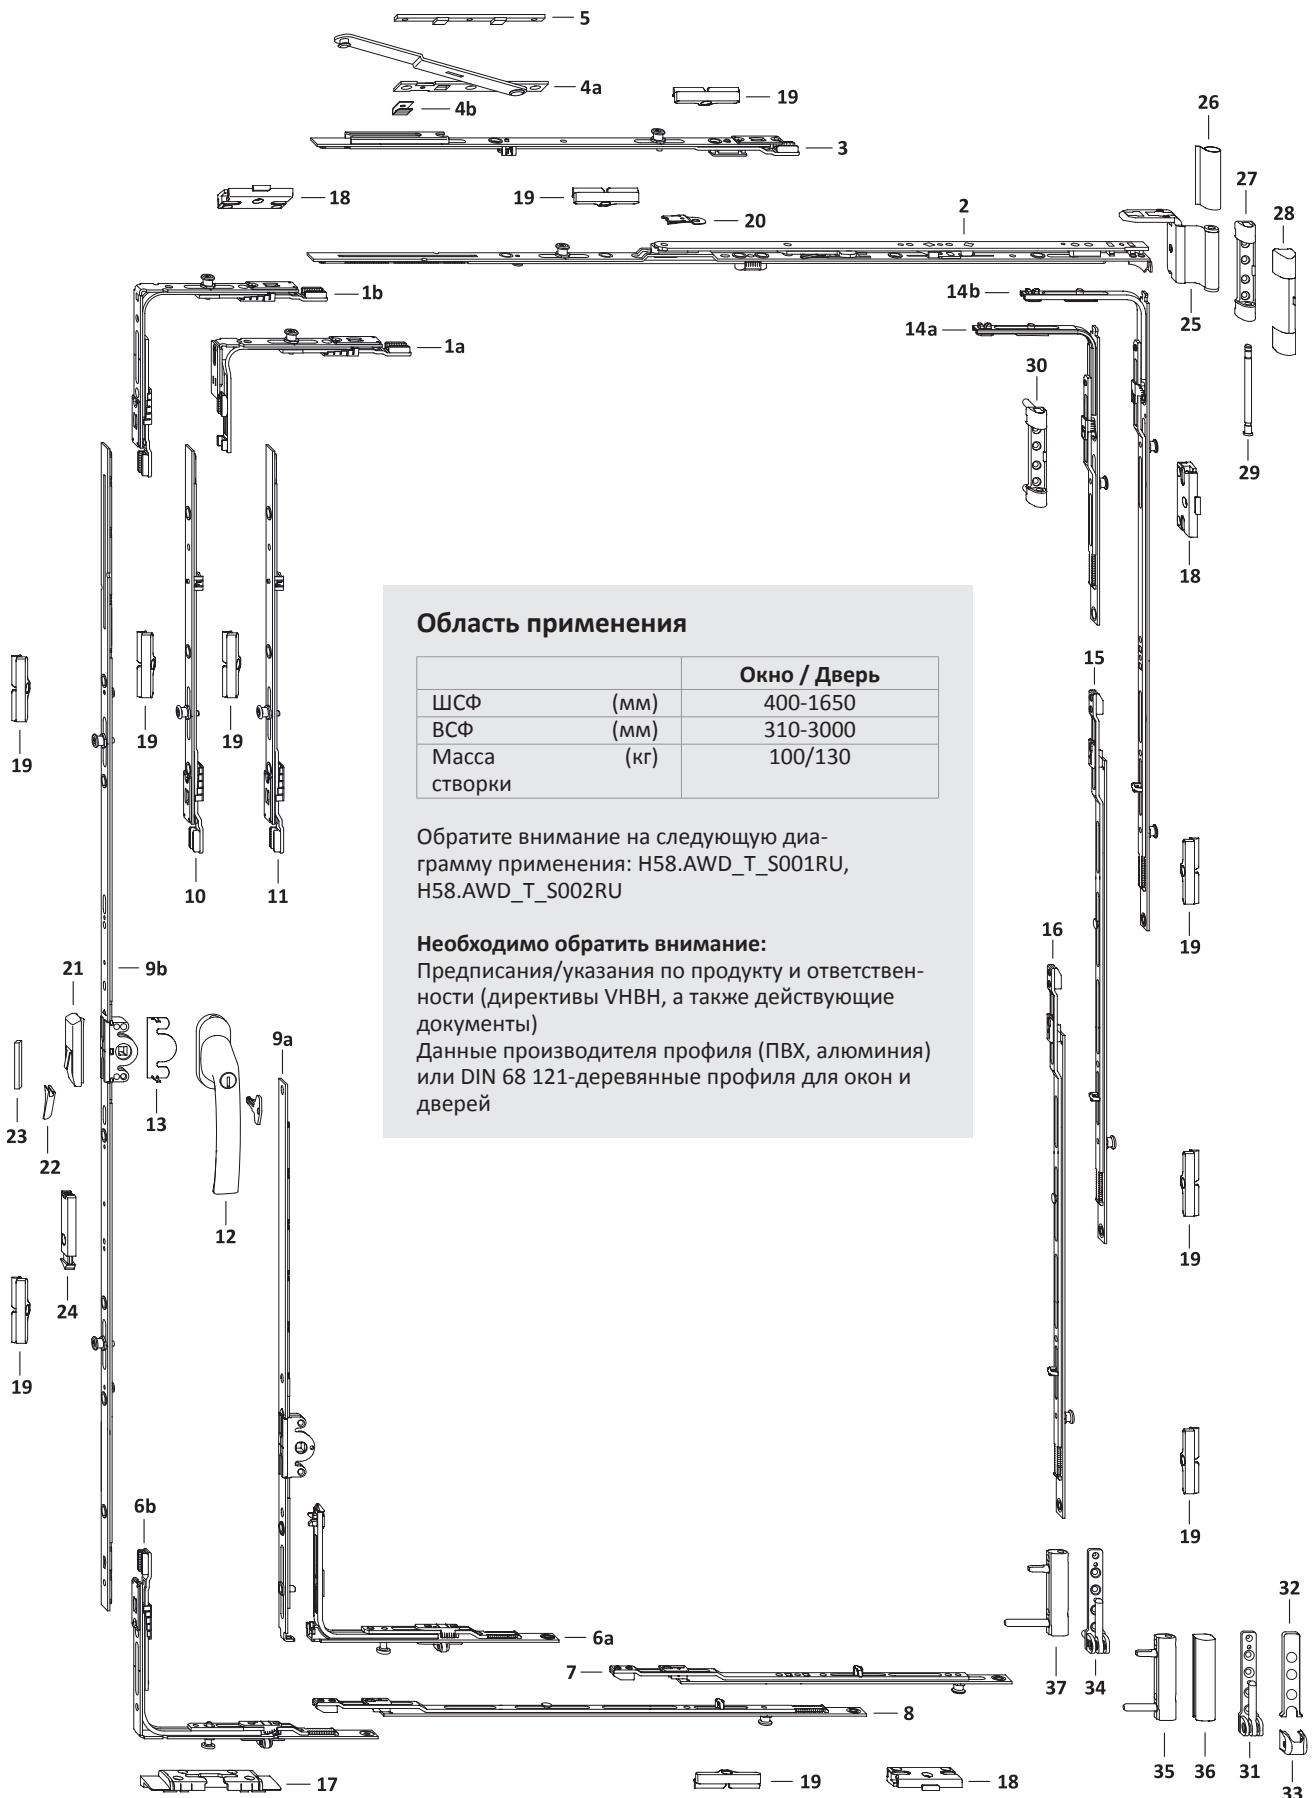 5
4a
19
4b
26
3
27
18
19
2
28
20
1b
14b
25
14a
1a
30
29
18
Область применения
Окно / Дверь
ШСФ (мм) 400-1650
ВСФ (мм) 310-3000
Масса (кг) 100/130
створки
Обратите внимание на следующую диа-
грамму применения: H58.AWD_T_S001RU,
H58.AWD_T_S002RU
Необходимо обратить внимание:
Предписания/указания по продукту и ответствен-
ности (директивы VHBH, а также действующие
документы)
Данные производителя профиля (ПВХ, алюминия)
или DIN 68 121-деревянные профиля для окон и
дверей
15
19
19
19
10
11
19
16
21
9b
9a
23
13
22
12
19
24
19
19
6b
32
6a
7
37
34
8
35
36
31
33
17
19
18